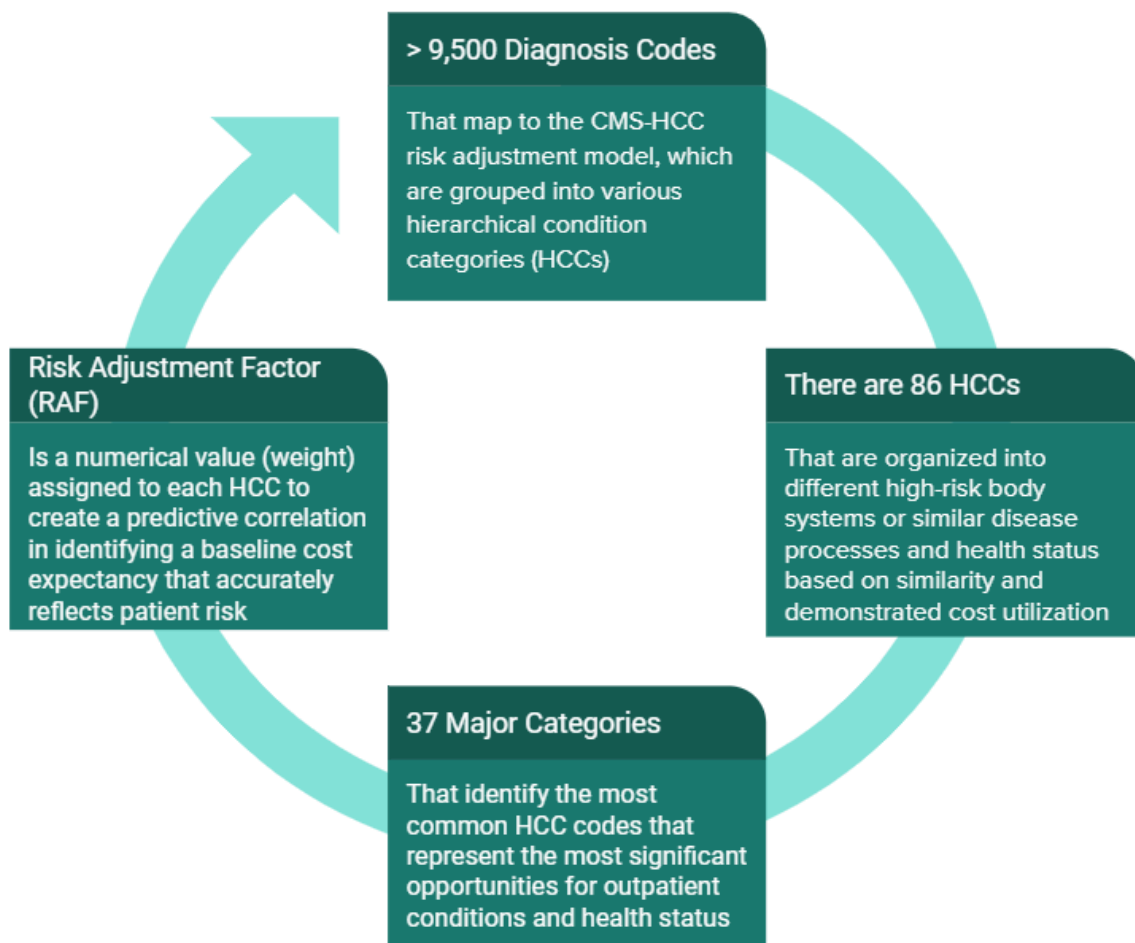 > 9,500 Diagnosis Codes
That map to the CMS-HCC
risk adjustment model, which
are grouped into various
hierarchical condition
categories (HCCs)
There are 86 HCCs
That are organized into
different high-risk body
systems or similar disease
processes and health status
based on similarity and
demonstrated cost utilization
37 Major Categories
That identify the most
common HCC codes that
represent the most significant
opportunities for outpatient
conditions and health status
Risk Adjustment Factor
(RAF)
Is a numerical value (weight)
assigned to each HCC to
create a predictive correlation
in identifying a baseline cost
expectancy that accurately
reflects patient risk